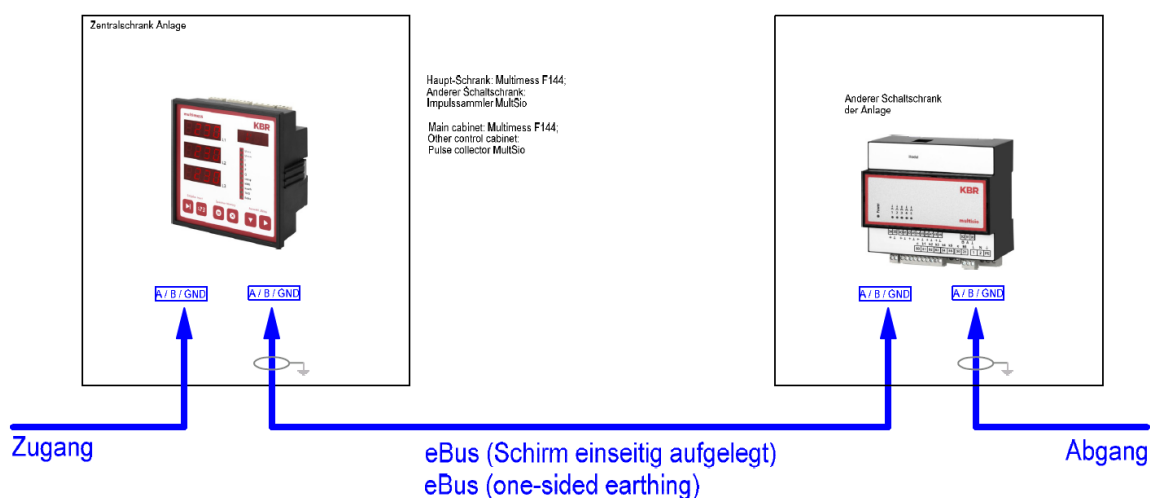 Zentralschrank Anlage
Haupt-Schrank: Multimess F144;
Anderer Schaltschrank:
Impulssammler MultSio
Main cabinet: Multimess F144;
Other control cabinet:
Pulse collector MultSio
Anderer Schaltschrank
der Anlage
KBR
KBR
multisio
A / B / GND
A / B / GND
A / B / GND
A / B / GND
Zugang
eBus (Schirm einseitig aufgelegt)
eBus (one-sided earthing)
Abgang